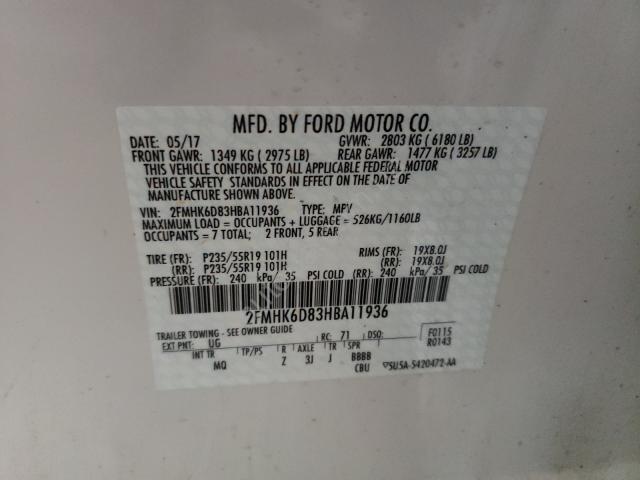 MFD. BY FORD MOTOR CO.
DATE: 05/17 GVWR: 2803 KG ( 6180 LB)
FRONT GAWR: 1349 KG ( 2975 LB) REAR GAWR: 1477 KG ( 3257 LB)
THIS VEHICLE CONFORMS TO ALL APPLICABLE FEDERAL MOTOR
VEHICLE SAFETY STANDARDS IN EFFECT ON THE DATE OF
MANUFACTURE SHOWN ABOVE.
VIN: 2FMHK6D83HBA11936 TYPE: MPV
MAXIMUM LOAD = OCCUPANTS + LUGGAGE = 526KG/1160LB
OCCUPANTS = 7 TOTAL; 2 FRONT, 5 REAR
TIRE (FR): P235/55R19 101H RIMS (FR): 19X8.0J
(RR): P235/55R19 101H (RR): 19X8.0J
PRESSURE (FR): 240 kPa/ 35 PSI COLD (RR): 240 kPa/ 35 PSI COLD
2FMHK6D83HBA11936
TRAILER TOWING - SEE OWNER GUIDE
EXT PNT: UG RC: 71 DSO: F0115
R0143
INT TR TP/PS R AXLE TR SPR
MQ Z 3J J BBBB
CBU ▽SU5A-5420472-AA